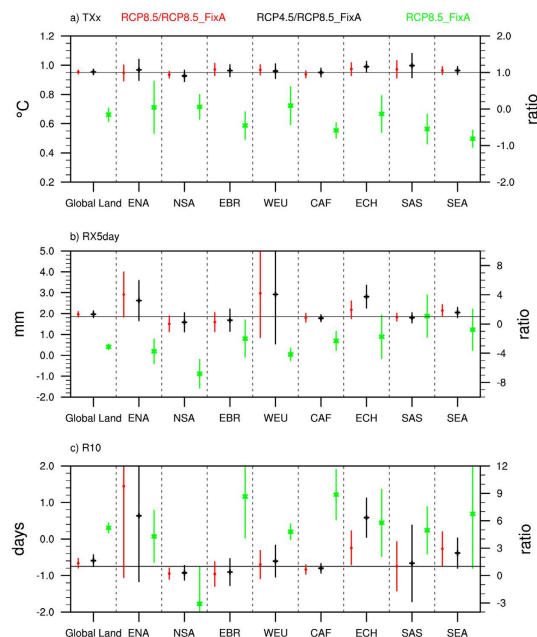 a) TXx RCP8.5/RCP8.5_FixA RCP4.5/RCP8.5_FixA RCP8.5_FixA
1.2 2.0
1.0 1.0
0.8 0.0
0.6
0.4 -1.0
0.2 -2.0
ºC
ratio
Global Land ENA NSA EBR WEU CAF ECH SAS SEA
b) RX5day
5.0
4.0 8
3.0 4
2.0
1.0 0
0.0 -4
-1.0 -8
-2.0
mm
ratio
Global Land ENA NSA EBR WEU CAF ECH SAS SEA
c) R10
2.0 12
1.0 9
6
0.0
3
-1.0 0
-2.0 -3
days
ratio
Global Land ENA NSA EBR WEU CAF ECH SAS SEA